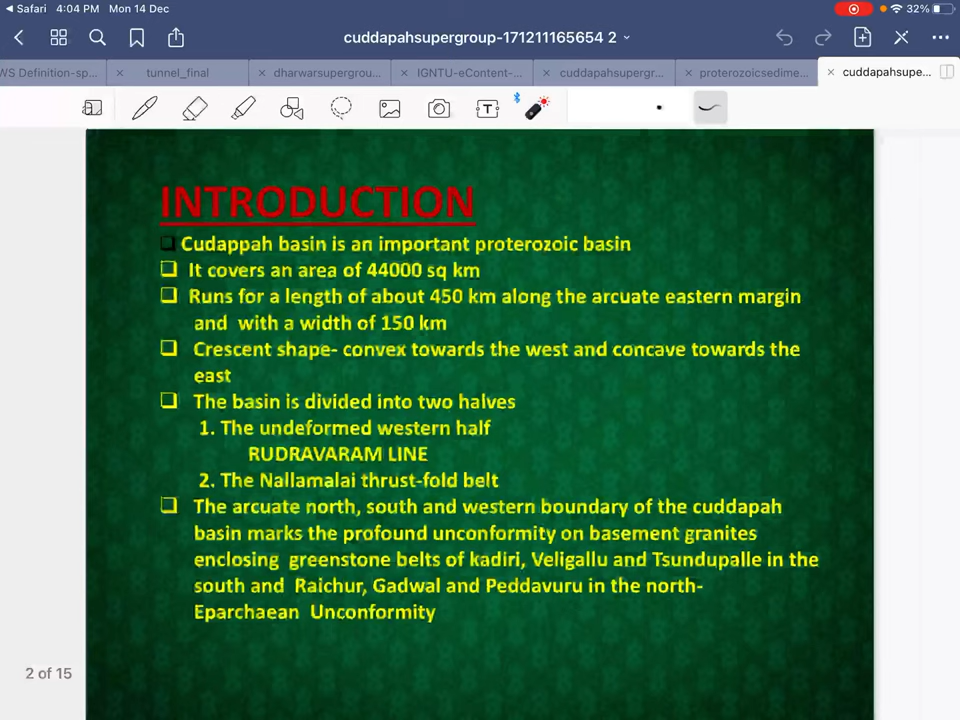 Safari 4:04 PM Mon 14 Dec 32%
cuddapahsupergroup-171211165654 2
WS Definition-sp... tunnel_final dharwarsupergrou... IGNTU-eContent-... cuddapahsupergr... proterozoicsedime... cuddapahsupe...
T
INTRODUCTION
Cudappah basin is an important proterozoic basin
It covers an area of 44000 sq km
Runs for a length of about 450 km along the arcuate eastern margin
and with a width of 150 km
Crescent shape- convex towards the west and concave towards the
east
The basin is divided into two halves
1. The undeformed western half
RUDRAVARAM LINE
2. The Nallamalai thrust-fold belt
The arcuate north, south and western boundary of the cuddapah
basin marks the profound unconformity on basement granites
enclosing greenstone belts of kadiri, Veligallu and Tsundupalle in the
south and Raichur, Gadwal and Peddavuru in the north-
Eparchaean Unconformity
2 of 15